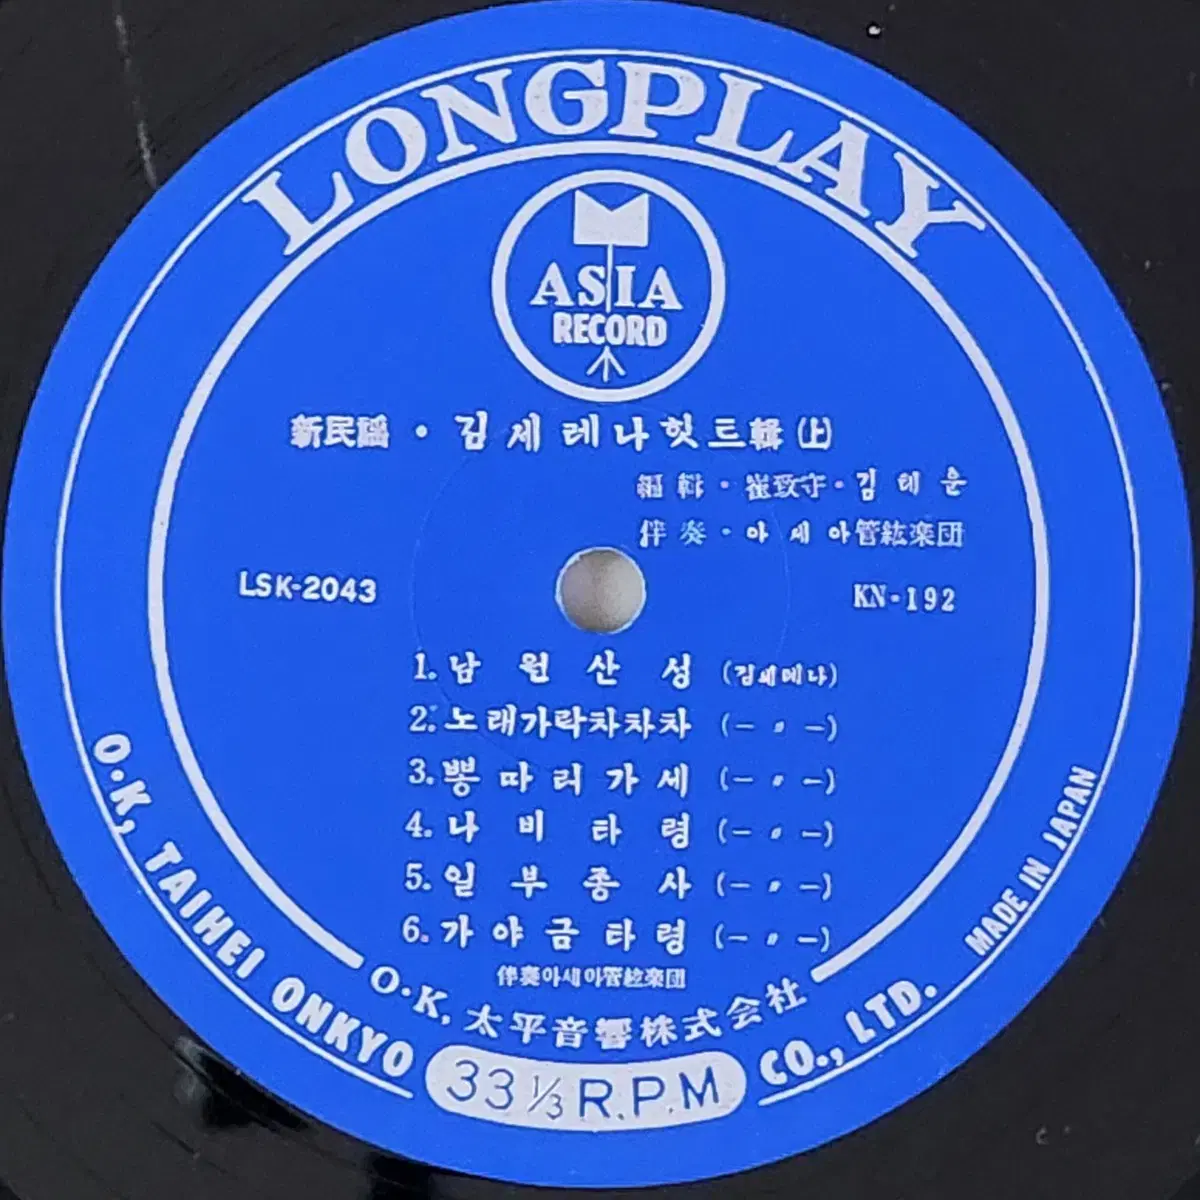 LONGPLAY
ASIA
RECORD
新民謠・김세레나힛트輯(上)
編輯・崔致守・김테운
伴奏・아세아管絃楽団
LSK-2043
KN-192
1. 남원산성 (김세레나)
2. 노래가락차차차 (—〃—)
3. 뽕따러가세 (—〃—)
4. 나비타령 (—〃—)
5. 일부종사 (—〃—)
6. 가야금타령 (—〃—)
伴奏아세아管絃楽団
O・K, 太平音響株式会社
O・K, TAIHEI ONKYO CO., LTD.
MADE IN JAPAN
33 1/3 R.P.M